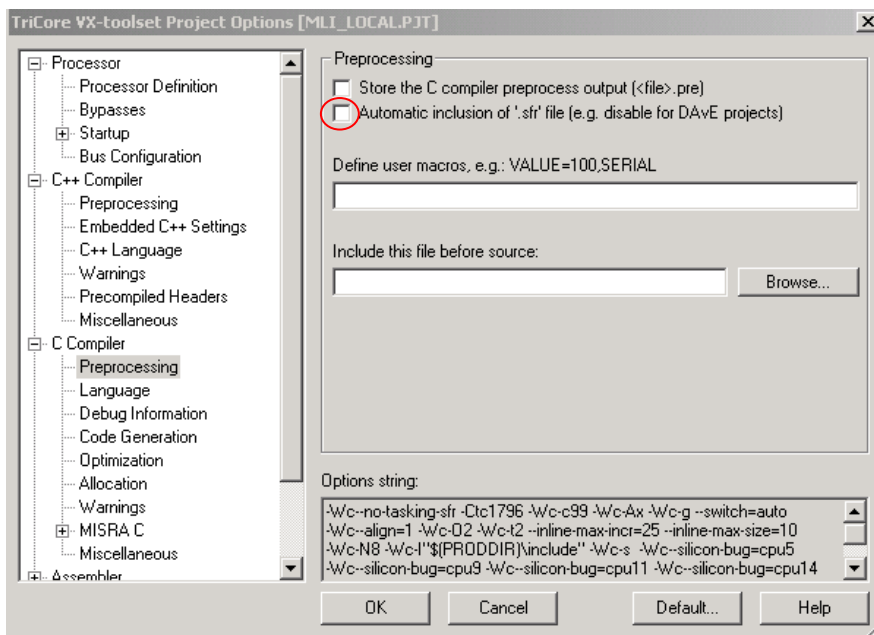 TriCore VX-toolset Project Options [MLI_LOCAL.PJT]
Processor
Processor Definition
Bypasses
Startup
Bus Configuration
C++ Compiler
Preprocessing
Embedded C++ Settings
C++ Language
Warnings
Precompiled Headers
Miscellaneous
C Compiler
Preprocessing
Language
Debug Information
Code Generation
Optimization
Allocation
Warnings
MISRA C
Miscellaneous
Assembler
Preprocessing
Store the C compiler preprocess output (<file>.pre)
Automatic inclusion of '.sfr' file (e.g. disable for DAvE projects)
Define user macros, e.g.: VALUE=100,SERIAL
Include this file before source:
Browse...
Options string:
-Wc--no-tasking-sfr -Ctc1796 -Wc-c99 -Wc-Ax -Wc-g --switch=auto
-Wc--align=1 -Wc-O2 -Wc-t2 --inline-max-incr=25 --inline-max-size=10
-Wc-N8 -Wc-I"$(PRODDIR)\include" -Wc-s -Wc--silicon-bug=cpu5
-Wc--silicon-bug=cpu9 -Wc--silicon-bug=cpu11 -Wc--silicon-bug=cpu14
OK
Cancel
Default...
Help